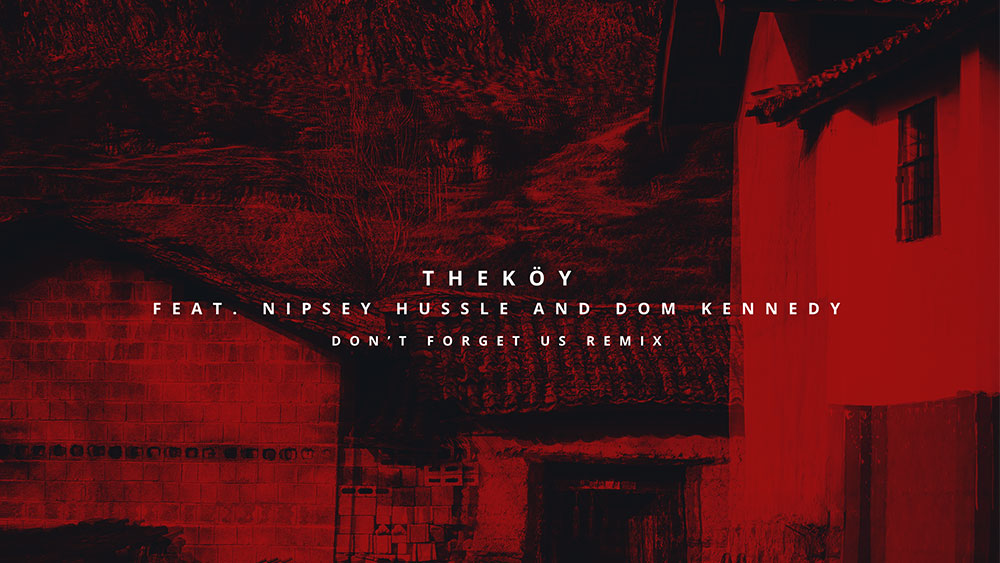 THEKÖY
FEAT. NIPSEY HUSSLE AND DOM KENNEDY
DON’T FORGET US REMIX